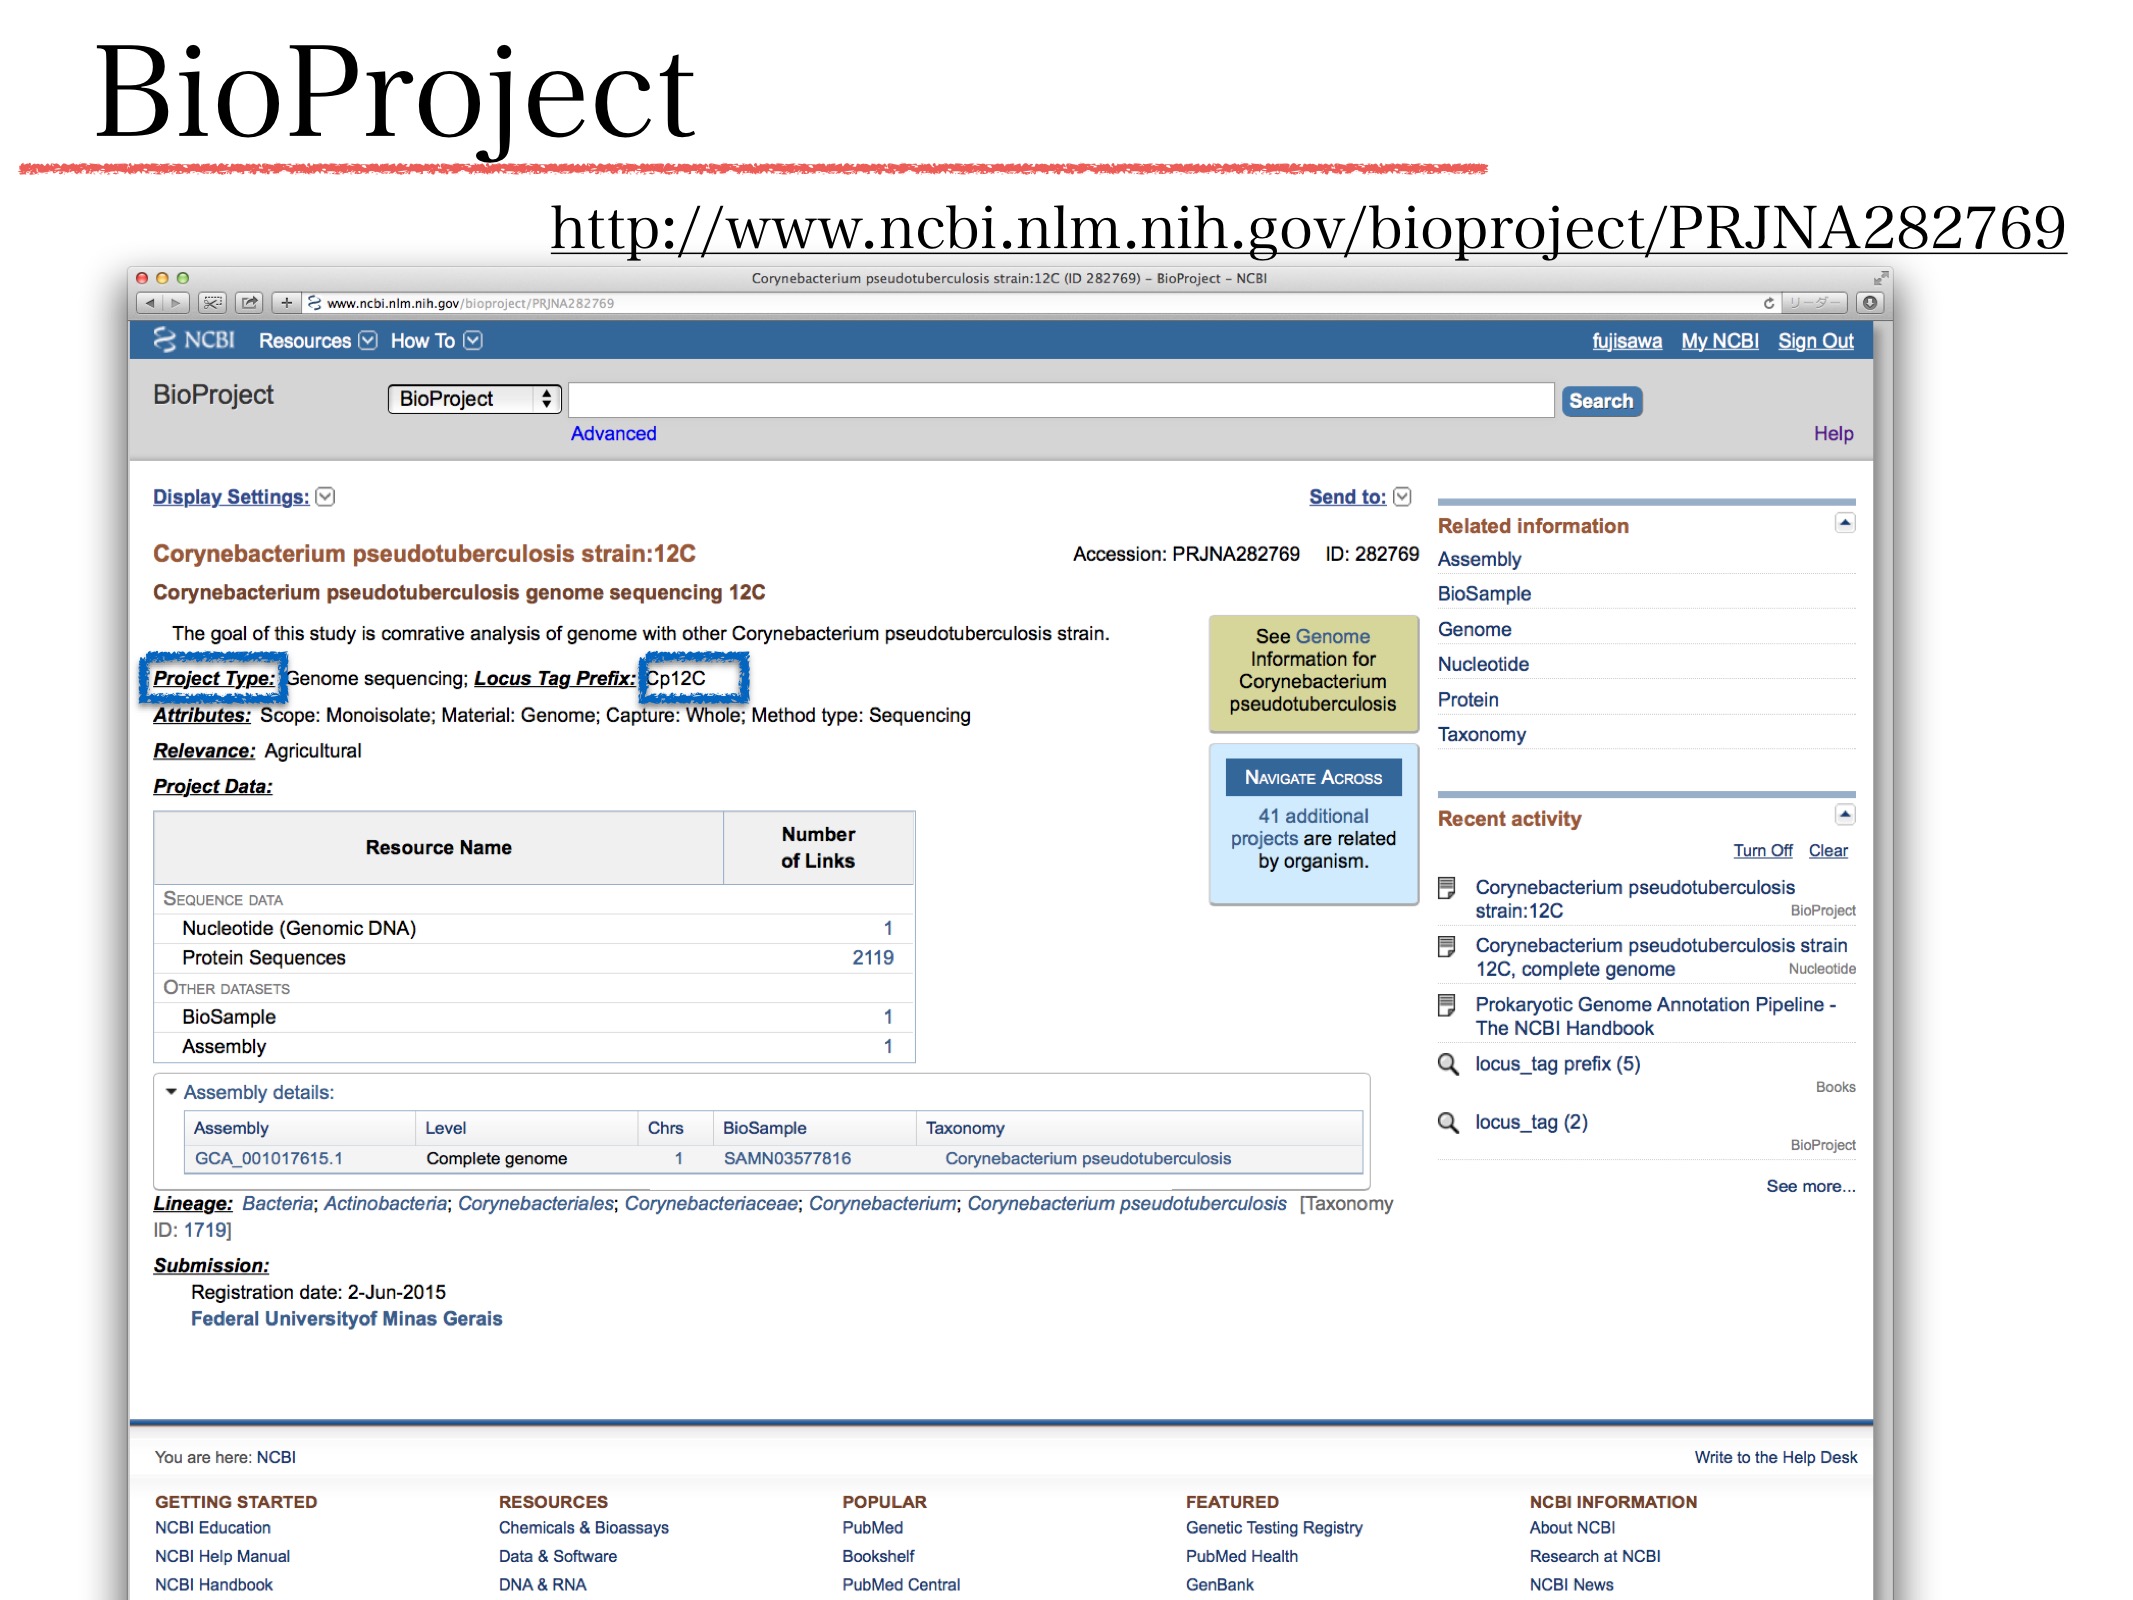 BioProject
http://www.ncbi.nlm.nih.gov/bioproject/PRJNA282769
Corynebacterium pseudotuberculosis strain:12C (ID 282769) – BioProject – NCBI
www.ncbi.nlm.nih.gov/bioproject/PRJNA282769
リーダー
NCBI Resources How To
fujisawa My NCBI Sign Out
BioProject
BioProject
Search
Advanced
Help
Display Settings:
Send to:
Corynebacterium pseudotuberculosis strain:12C
Accession: PRJNA282769 ID: 282769
Corynebacterium pseudotuberculosis genome sequencing 12C
The goal of this study is comrative analysis of genome with other Corynebacterium pseudotuberculosis strain.
Project Type: Genome sequencing; Locus Tag Prefix: Cp12C
Attributes: Scope: Monoisolate; Material: Genome; Capture: Whole; Method type: Sequencing
Relevance: Agricultural
Project Data:
Resource Name
Number
of Links
SEQUENCE DATA
Nucleotide (Genomic DNA) 1
Protein Sequences 2119
OTHER DATASETS
BioSample 1
Assembly 1
Assembly details:
Assembly Level Chrs BioSample Taxonomy
GCA_001017615.1 Complete genome 1 SAMN03577816 Corynebacterium pseudotuberculosis
Lineage: Bacteria; Actinobacteria; Corynebacteriales; Corynebacteriaceae; Corynebacterium; Corynebacterium pseudotuberculosis [Taxonomy
ID: 1719]
Submission:
Registration date: 2-Jun-2015
Federal Universityof Minas Gerais
See Genome
Information for
Corynebacterium
pseudotuberculosis
NAVIGATE ACROSS
41 additional
projects are related
by organism.
Related information
Assembly
BioSample
Genome
Nucleotide
Protein
Taxonomy
Recent activity
Turn Off Clear
Corynebacterium pseudotuberculosis
strain:12C
BioProject
Corynebacterium pseudotuberculosis strain
12C, complete genome
Nucleotide
Prokaryotic Genome Annotation Pipeline -
The NCBI Handbook
locus_tag prefix (5)
Books
locus_tag (2)
BioProject
See more...
You are here: NCBI
Write to the Help Desk
GETTING STARTED
NCBI Education
NCBI Help Manual
NCBI Handbook
RESOURCES
Chemicals & Bioassays
Data & Software
DNA & RNA
POPULAR
PubMed
Bookshelf
PubMed Central
FEATURED
Genetic Testing Registry
PubMed Health
GenBank
NCBI INFORMATION
About NCBI
Research at NCBI
NCBI News